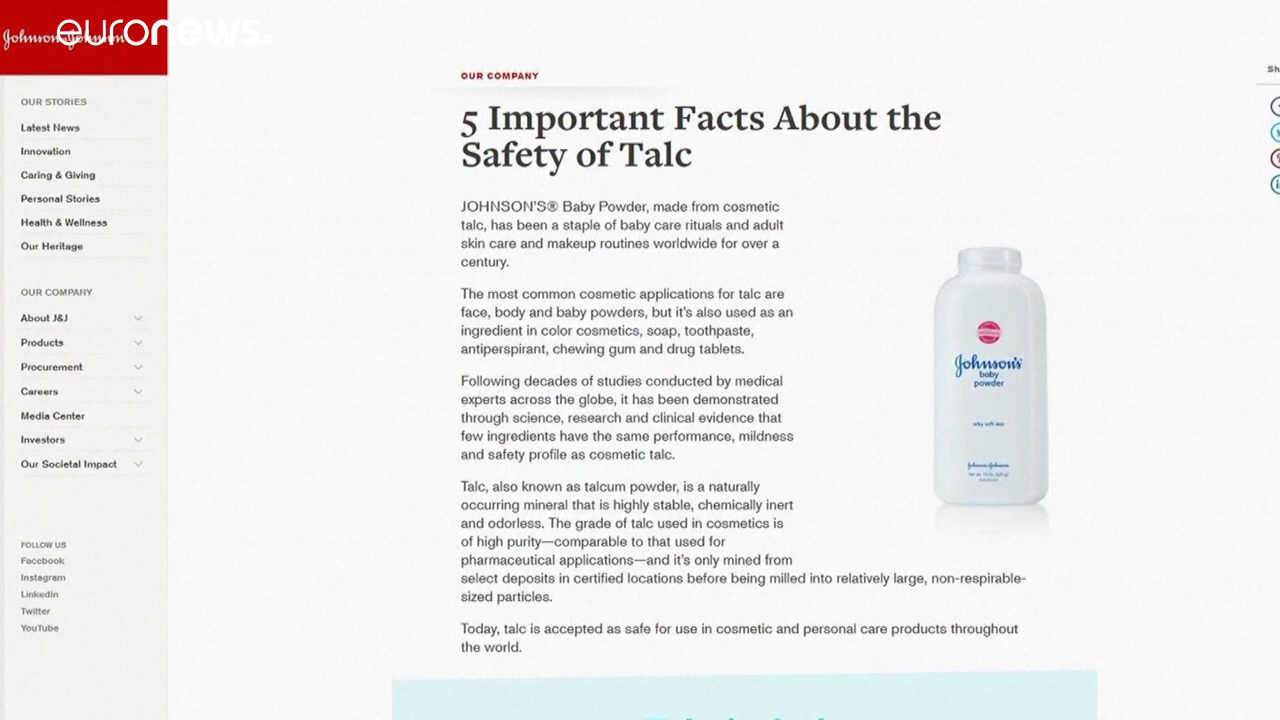 Johnson&Johnson
euronews.
OUR STORIES
Latest News
Innovation
Caring & Giving
Personal Stories
Health & Wellness
Our Heritage
OUR COMPANY
About J&J
Products
Procurement
Careers
Media Center
Investors
Our Societal Impact
FOLLOW US
Facebook
Instagram
LinkedIn
Twitter
YouTube
OUR COMPANY
5 Important Facts About the
Safety of Talc
JOHNSON'S® Baby Powder, made from cosmetic
talc, has been a staple of baby care rituals and adult
skin care and makeup routines worldwide for over a
century.
The most common cosmetic applications for talc are
face, body and baby powders, but it's also used as an
ingredient in color cosmetics, soap, toothpaste,
antiperspirant, chewing gum and drug tablets.
Following decades of studies conducted by medical
experts across the globe, it has been demonstrated
through science, research and clinical evidence that
few ingredients have the same performance, mildness
and safety profile as cosmetic talc.
Talc, also known as talcum powder, is a naturally
occurring mineral that is highly stable, chemically inert
and odorless. The grade of talc used in cosmetics is
of high purity—comparable to that used for
pharmaceutical applications—and it's only mined from
select deposits in certified locations before being milled into relatively large, non-respirable-
sized particles.
Today, talc is accepted as safe for use in cosmetic and personal care products throughout
the world.
Johnson's
baby
powder
silky soft skin
Johnson&Johnson
Sh